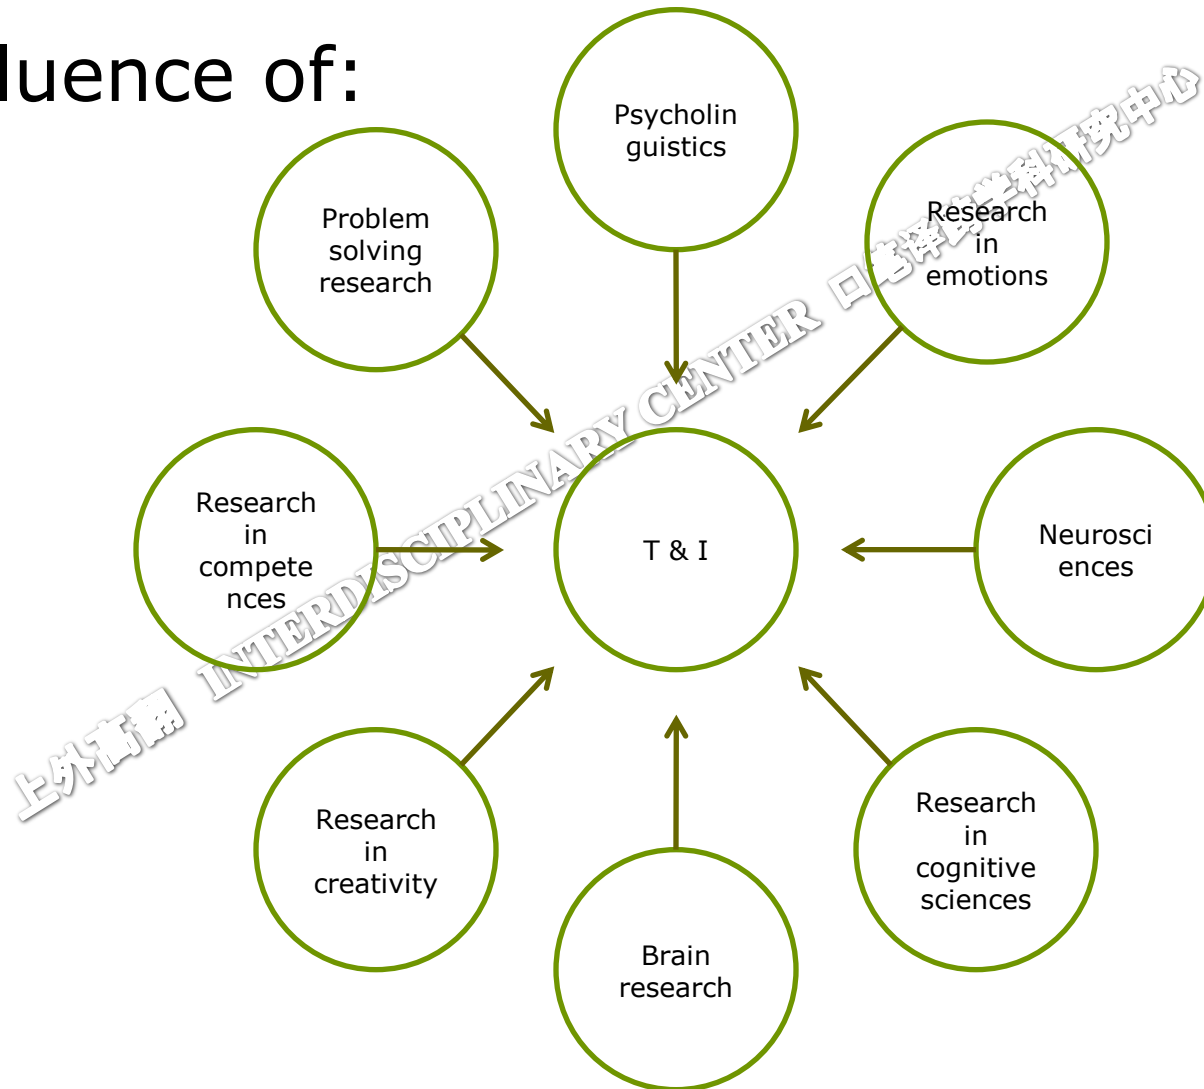 luence of:
Psycholin
guistics
Research
in
emotions
Problem
solving
research
Research
in
compete
nces
T & I
Neurosci
ences
Research
in
creativity
Brain
research
Research
in
cognitive
sciences
上外高翻 INTERDISCIPLINARY CENTER 口笔译跨学科研究中心